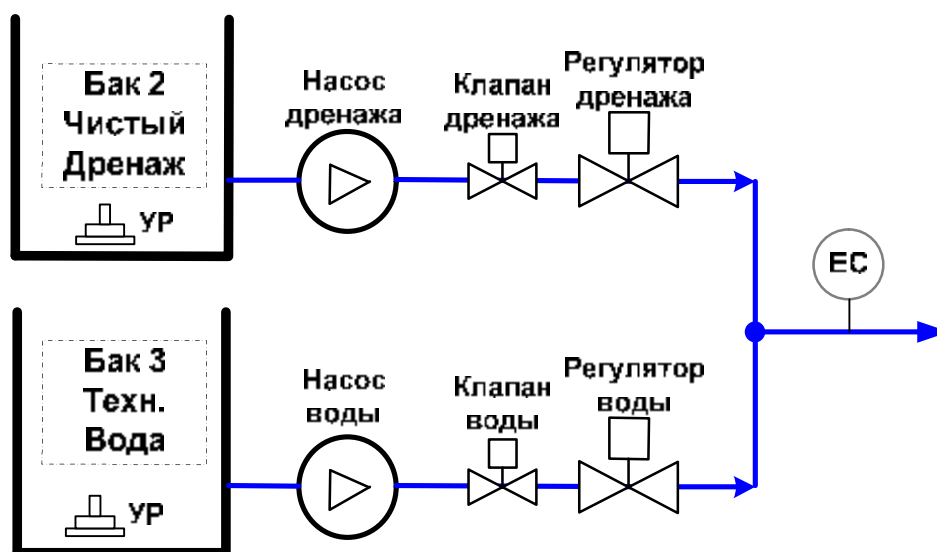 Бак 2
Чистый
Дренаж
УР
Насос
дренажа
Клапан
дренажа
Регулятор
дренажа
EC
Бак 3
Техн.
Вода
УР
Насос
воды
Клапан
воды
Регулятор
воды